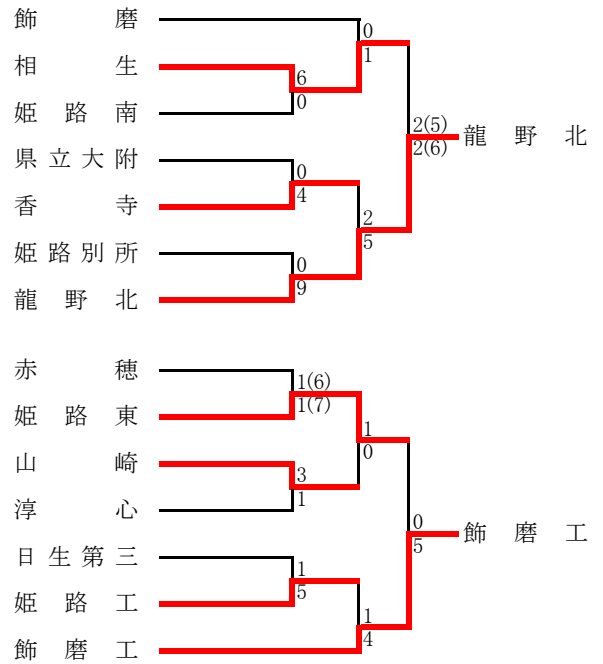 飾磨
0
相生
1
6
姫路南
0
2(5)
龍野北
2(6)
県立大附
0
香寺
4
2
5
姫路別所
0
龍野北
9
赤穂
1(6)
姫路東
1(7)
1
0
山崎
3
淳心
1
0
飾磨工
5
日生第三
1
姫路工
5
1
飾磨工
4